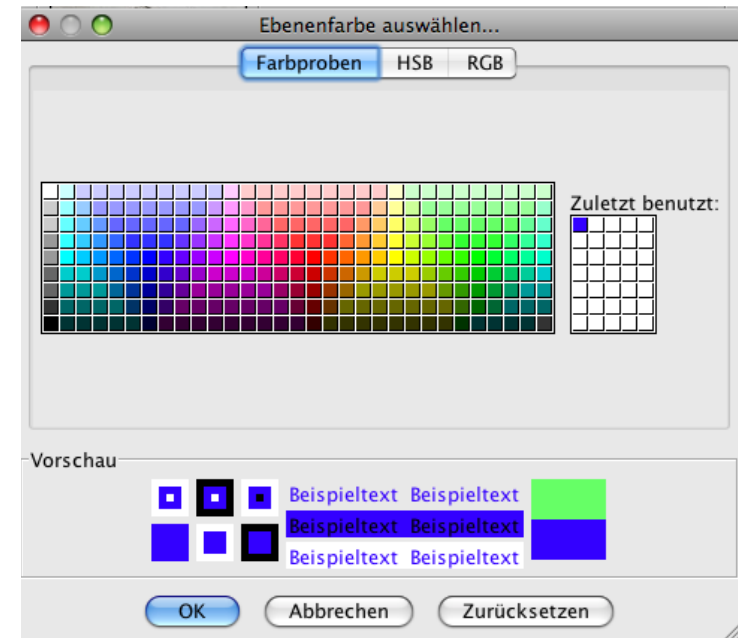 Ebenenfarbe auswählen...
Farbproben HSB RGB
Zuletzt benutzt:
Vorschau
Beispieltext Beispieltext
Beispieltext Beispieltext
Beispieltext Beispieltext
OK Abbrechen Zurücksetzen